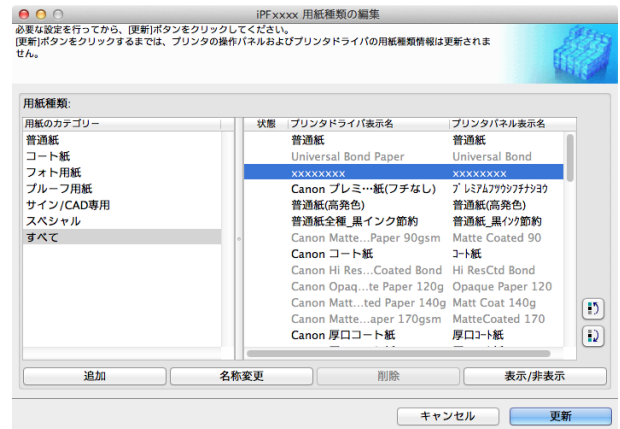 iPFxxxx 用紙種類の編集
必要な設定を行ってから、[更新]ボタンをクリックしてください。
[更新]ボタンをクリックするまでは、プリンタの操作パネルおよびプリンタドライバの用紙種類情報は更新されま
せん。
用紙種類:
用紙のカテゴリー 状態 プリンタドライバ表示名 プリンタパネル表示名
普通紙 普通紙 普通紙
コート紙 Universal Bond Paper Universal Bond
フォト用紙 xxxxxxxx xxxxxxxx
プルーフ用紙 Canon プレミ…紙(フチなし) プレミアムフツウシフチナシヨウ
サイン/CAD専用 普通紙(高発色) 普通紙(高発色)
スペシャル 普通紙全種_黒インク節約 普通紙_黒インク節約
すべて Canon Matte...Paper 90gsm Matte Coated 90
Canon コート紙 コート紙
Canon Hi Res...Coated Bond Hi ResCtd Bond
Canon Opaq...te Paper 120g Opaque Paper 120
Canon Matt...ted Paper 140g Matt Coat 140g
Canon Matte...aper 170gsm MatteCoated 170
Canon 厚口コート紙 厚口コート紙
追加 名称変更 削除 表示/非表示
キャンセル 更新